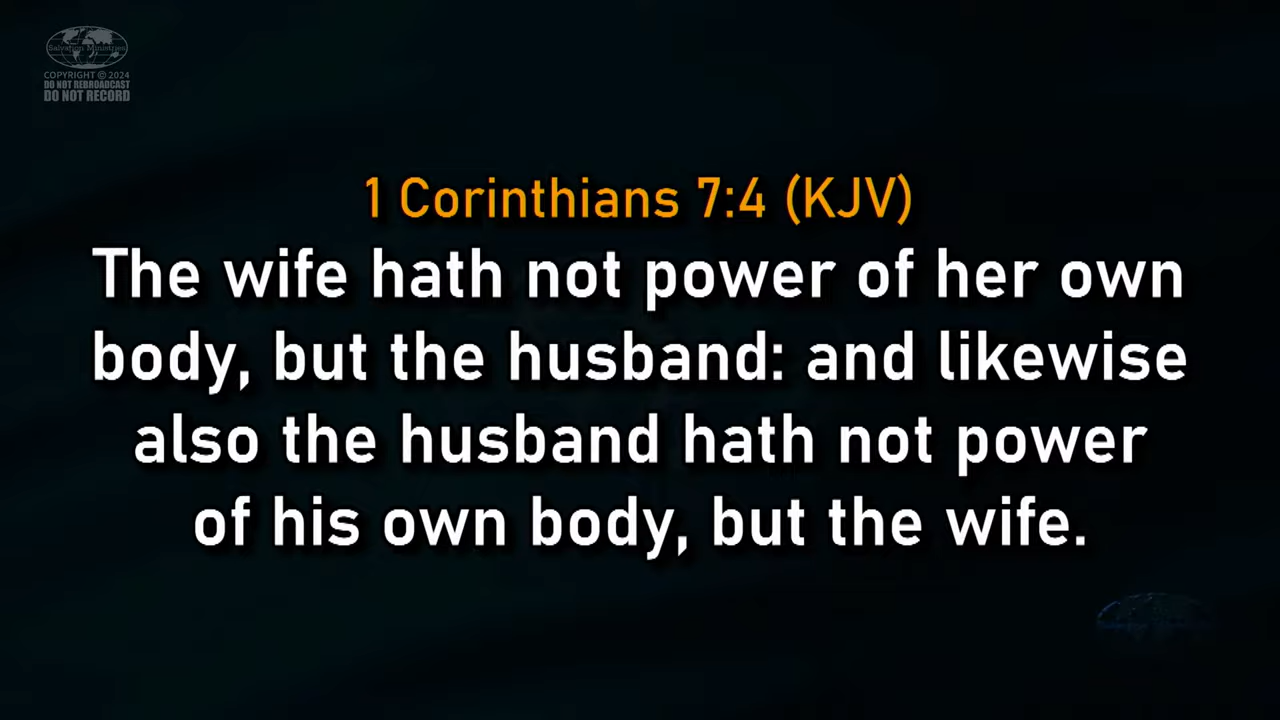 Salvation Ministries
COPYRIGHT © 2024
DO NOT REBROADCAST
DO NOT RECORD
1 Corinthians 7:4 (KJV)
The wife hath not power of her own
body, but the husband: and likewise
also the husband hath not power
of his own body, but the wife.